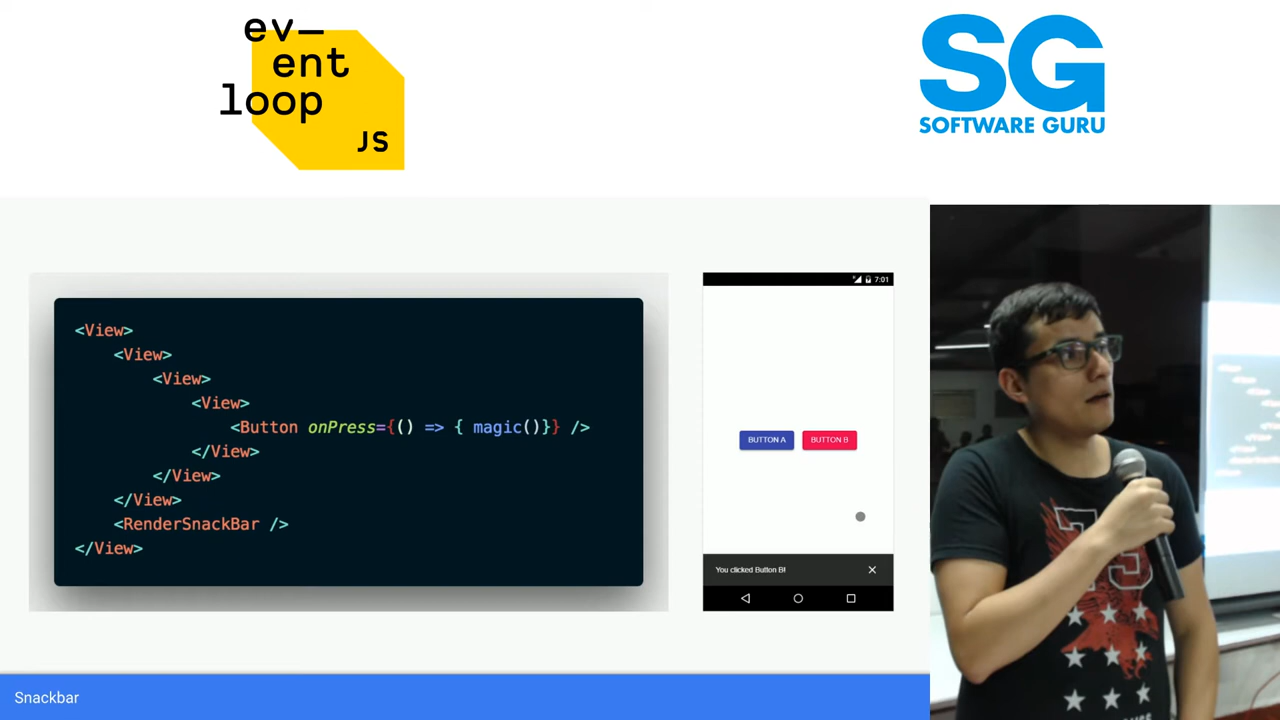 ev—
ent
loop
JS
SG
SOFTWARE GURU
<View>
<View>
<View>
<View>
<Button onPress={() => { magic()}} />
</View>
</View>
</View>
<RenderSnackBar />
</View>
7:01
BUTTON A BUTTON B
You clicked Button B!
73
Snackbar